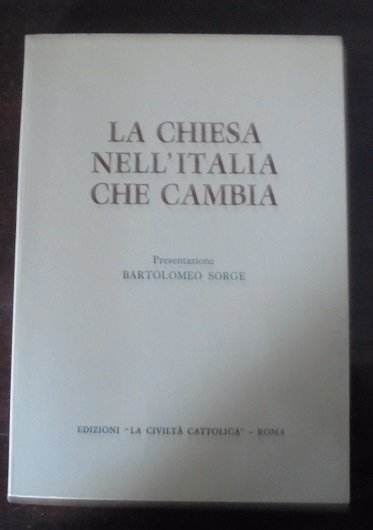 LA CHIESA
NELL'ITALIA
CHE CAMBIA
Presentazione
BARTOLOMEO SORGE
EDIZIONI "LA CIVILTÀ CATTOLICA" - ROMA